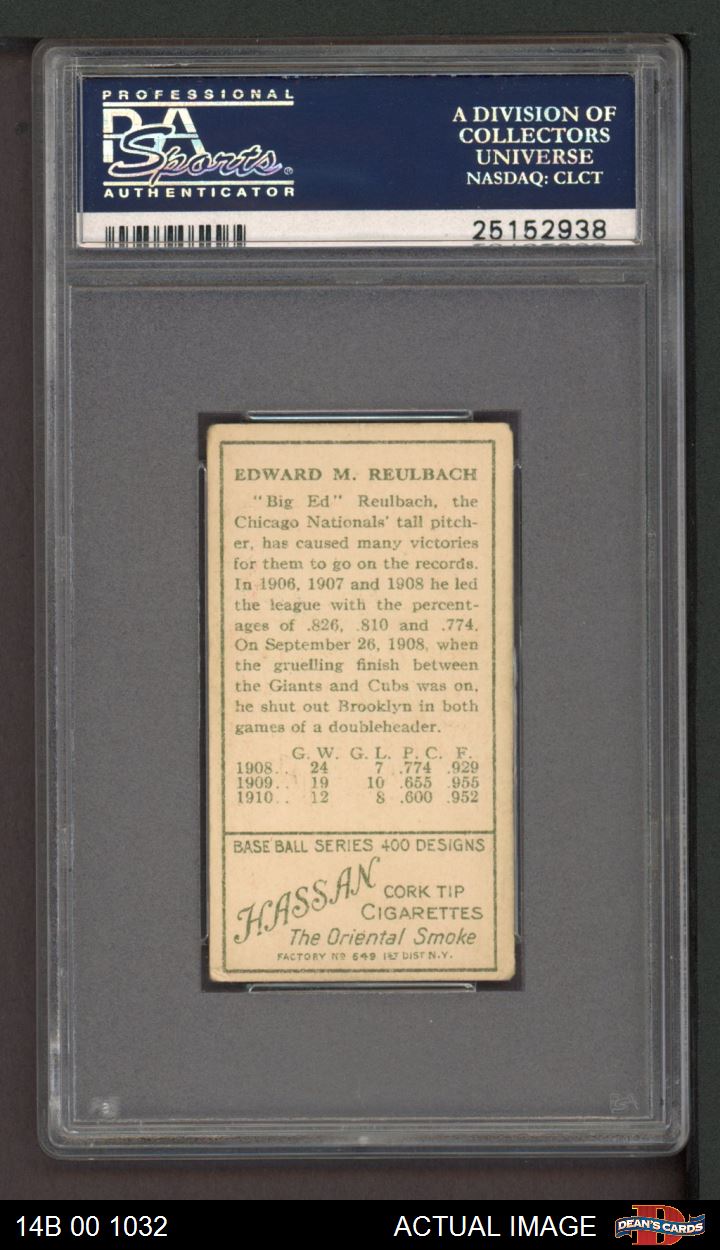 PROFESSIONAL
PSA
Sports
AUTHENTICATOR
A DIVISION OF
COLLECTORS
UNIVERSE
NASDAQ: CLCT
25152938
EDWARD M. REULBACH
"Big Ed" Reulbach, the
Chicago Nationals' tall pitch-
er, has caused many victories
for them to go on the records.
In 1906, 1907 and 1908 he led
the league with the percent-
ages of .826, .810 and .774.
On September 26, 1908, when
the gruelling finish between
the Giants and Cubs was on,
he shut out Brooklyn in both
games of a doubleheader.
G. W. G. L. P. C. F.
1908.. 24 7 .774 .929
1909.. 19 10 .655 .955
1910.. 12 8 .600 .952
BASE BALL SERIES 400 DESIGNS
HASSAN
CORK TIP
CIGARETTES
The Oriental Smoke
FACTORY Nº 649 1ST DIST N.Y.
PSA
14B 00 1032
ACTUAL IMAGE
DEAN'S CARDS